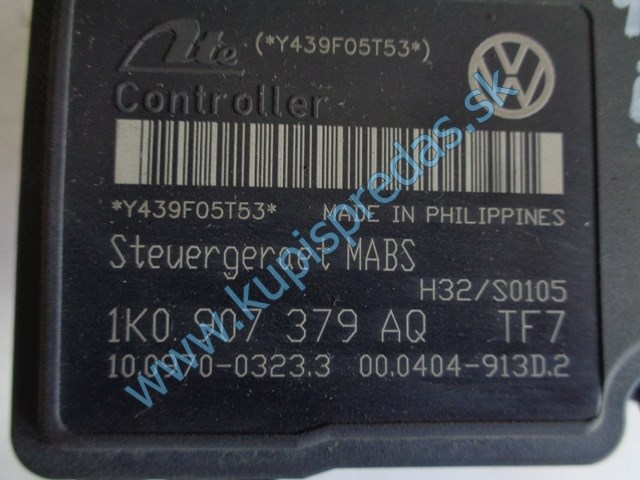 Ate (*Y439F05T53*)
Controller
*Y439F05T53* MADE IN PHILIPPINES
Steuergeraet MABS
H32/S0105
1K0 907 379 AQ TF7
10.0970-0323.3 00.0404-913D.2
www.kupispredas.sk